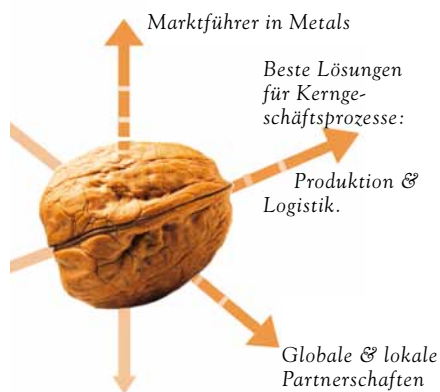 Marktführer in Metals
Beste Lösungen
für Kernge-
schäftsprozesse:
Produktion &
Logistik.
Globale & lokale
Partnerschaften